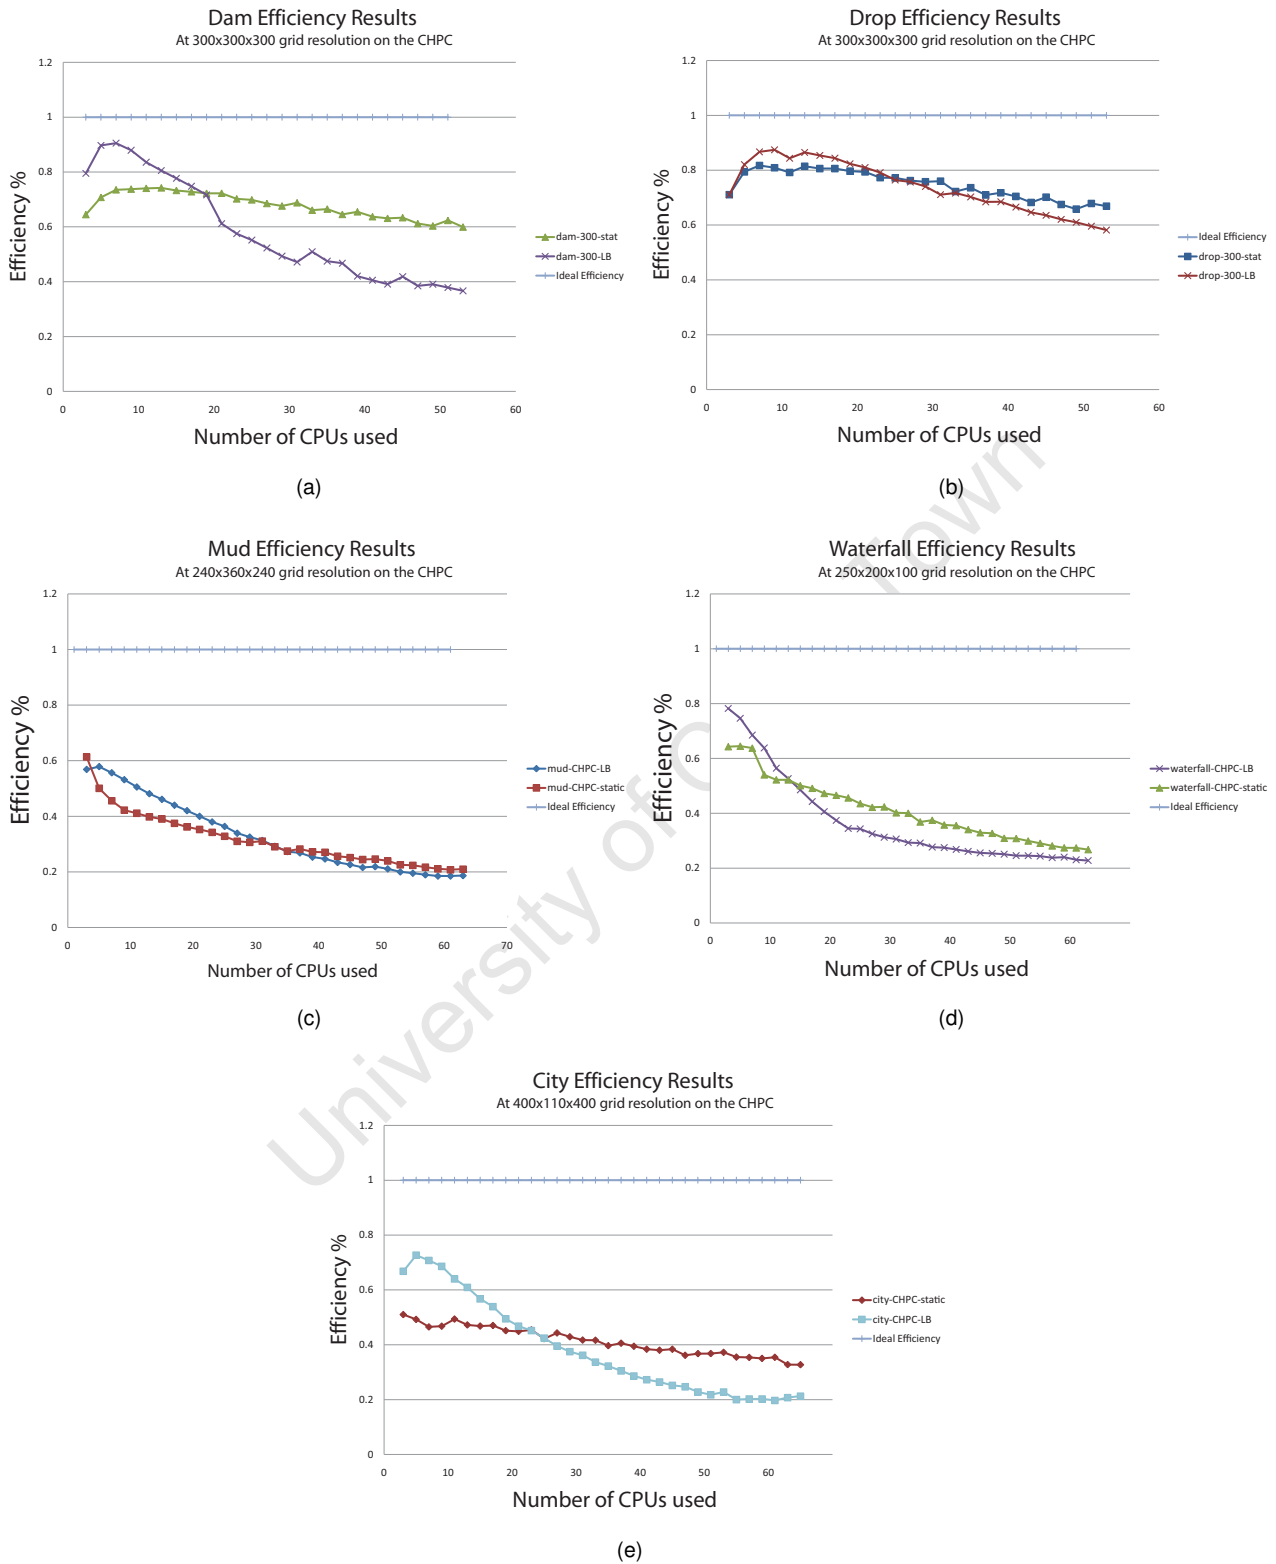 Dam Efficiency Results
At 300x300x300 grid resolution on the CHPC
1.2
1
0.8
0.6
0.4
0.2
0
0 10 20 30 40 50 60
Efficiency %
Number of CPUs used
dam-300-stat
dam-300-LB
Ideal Efficiency
(a)
Drop Efficiency Results
At 300x300x300 grid resolution on the CHPC
1.2
1
0.8
0.6
0.4
0.2
0
0 10 20 30 40 50 60
Efficiency %
Number of CPUs used
Ideal Efficiency
drop-300-stat
drop-300-LB
(b)
Mud Efficiency Results
At 240x360x240 grid resolution on the CHPC
1.2
1
0.8
0.6
0.4
0.2
0
0 10 20 30 40 50 60 70
Efficiency %
Number of CPUs used
mud-CHPC-LB
mud-CHPC-static
Ideal Efficiency
(c)
Waterfall Efficiency Results
At 250x200x100 grid resolution on the CHPC
1.2
1
0.8
0.6
0.4
0.2
0
0 10 20 30 40 50 60
Efficiency %
Number of CPUs used
waterfall-CHPC-LB
waterfall-CHPC-static
Ideal Efficiency
(d)
City Efficiency Results
At 400x110x400 grid resolution on the CHPC
1.2
1
0.8
0.6
0.4
0.2
0
0 10 20 30 40 50 60
Efficiency %
Number of CPUs used
city-CHPC-static
city-CHPC-LB
Ideal Efficiency
(e)
University of C Town